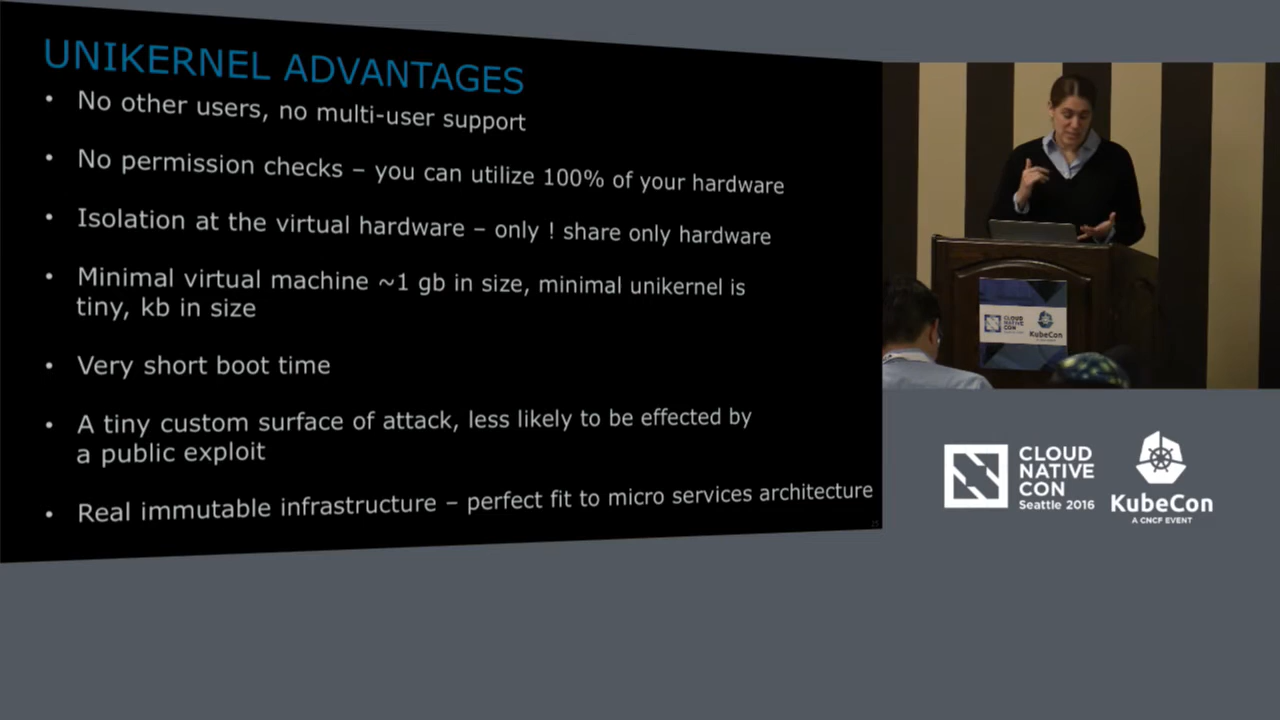 UNIKERNEL ADVANTAGES
• No other users, no multi-user support
• No permission checks – you can utilize 100% of your hardware
• Isolation at the virtual hardware – only ! share only hardware
• Minimal virtual machine ~1 gb in size, minimal unikernel is
tiny, kb in size
• Very short boot time
• A tiny custom surface of attack, less likely to be effected by
a public exploit
• Real immutable infrastructure – perfect fit to micro services architecture
CLOUD
NATIVE
CON
KubeCon
CLOUD
NATIVE
CON
Seattle 2016
KubeCon
A CNCF EVENT